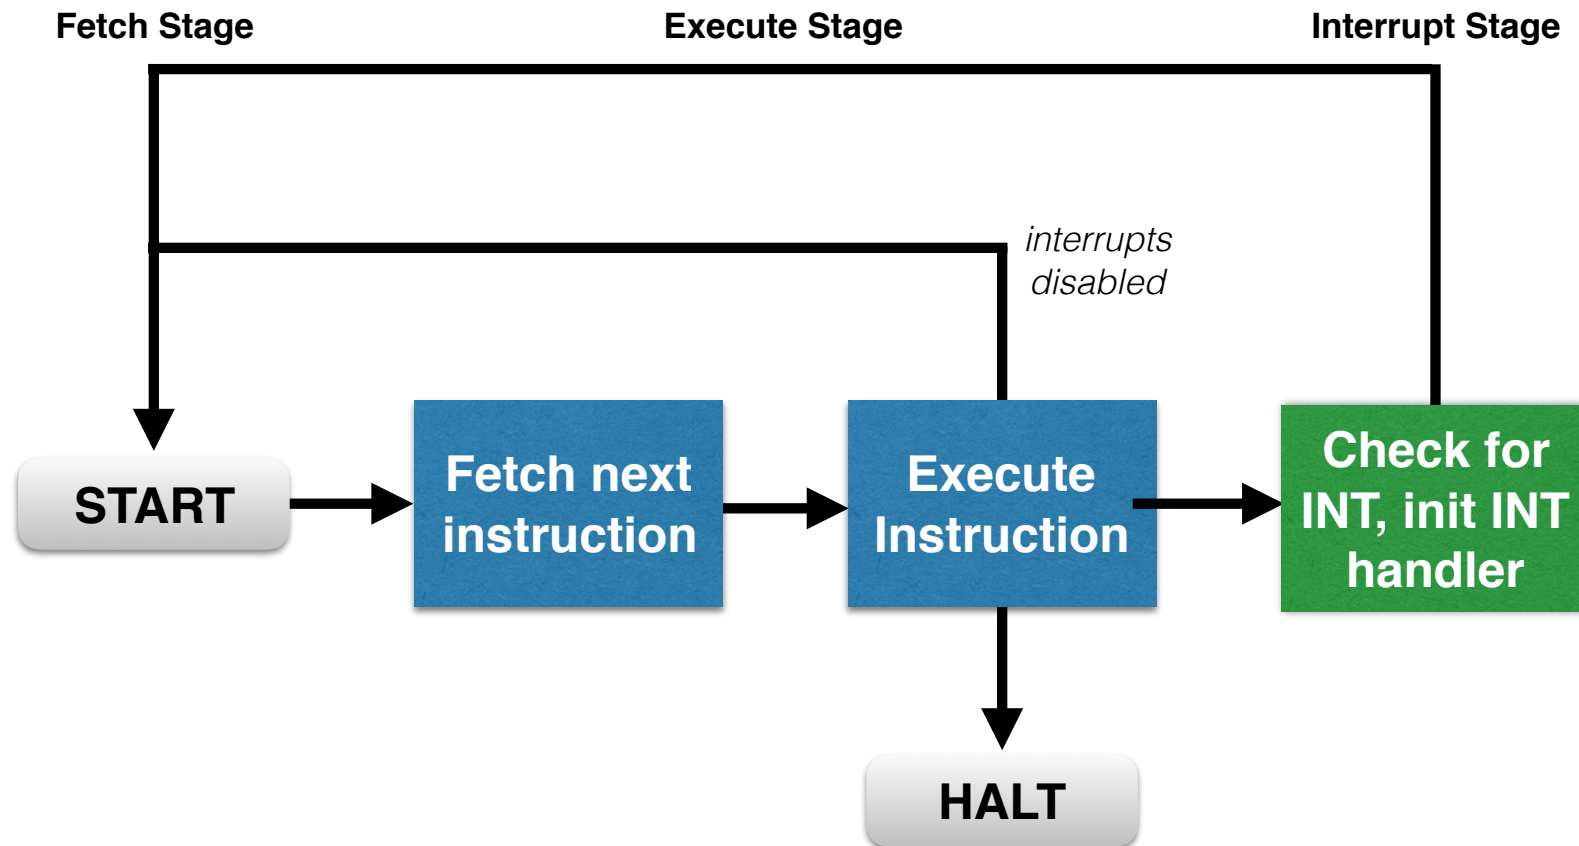 Fetch Stage
Execute Stage
Interrupt Stage
interrupts
disabled
START
Fetch next
instruction
Execute
Instruction
Check for
INT, init INT
handler
HALT